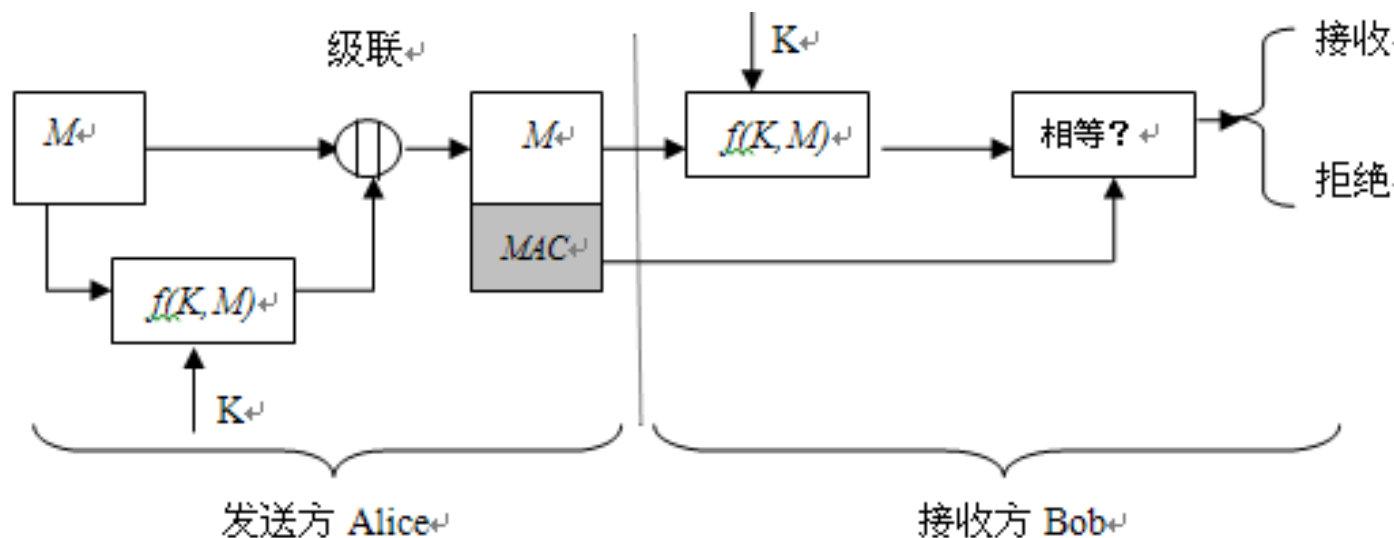 级联↵
K↵
接收
M↵
M↵
f(K, M)
相等？↵
拒绝
MAC↵
f(K, M)↵
K↵
发送方 Alice↵
接收方 Bob↵